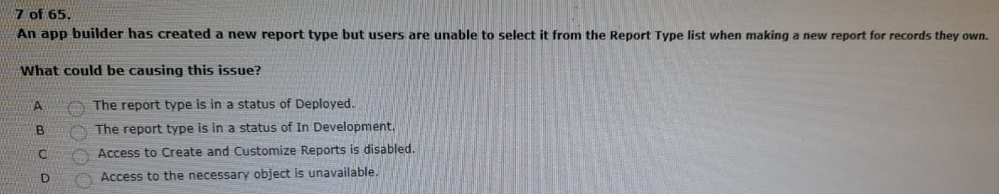 7 of 65.
An app builder has created a new report type but users are unable to select it from the Report Type list when making a new report for records they own.
What could be causing this issue?
A The report type is in a status of Deployed.
B The report type is in a status of In Development.
C Access to Create and Customize Reports is disabled.
D Access to the necessary object is unavailable.